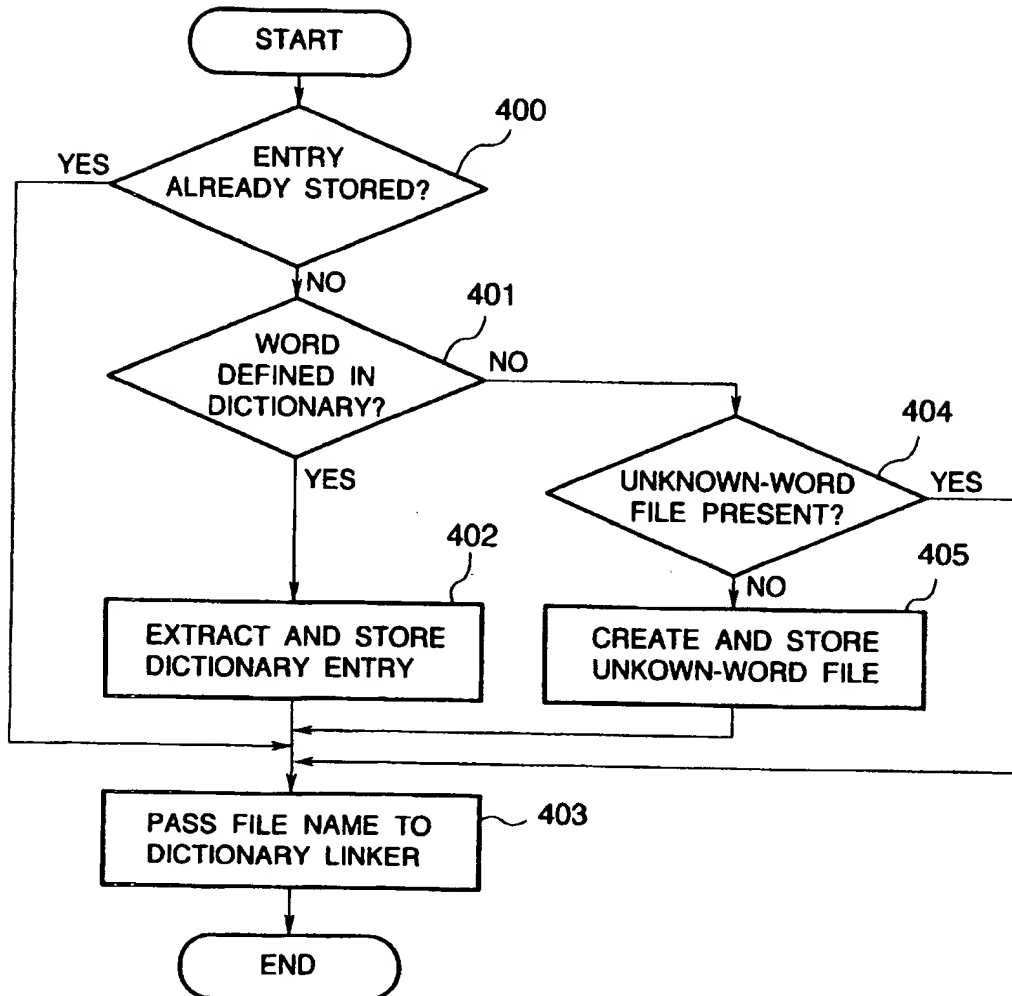 START
400
YES
ENTRY
ALREADY STORED?
NO
401
WORD
DEFINED IN
DICTIONARY?
NO
404
YES
UNKNOWN-WORD
FILE PRESENT?
YES
402
NO
405
EXTRACT AND STORE
DICTIONARY ENTRY
CREATE AND STORE
UNKOWN-WORD FILE
PASS FILE NAME TO
DICTIONARY LINKER
403
END